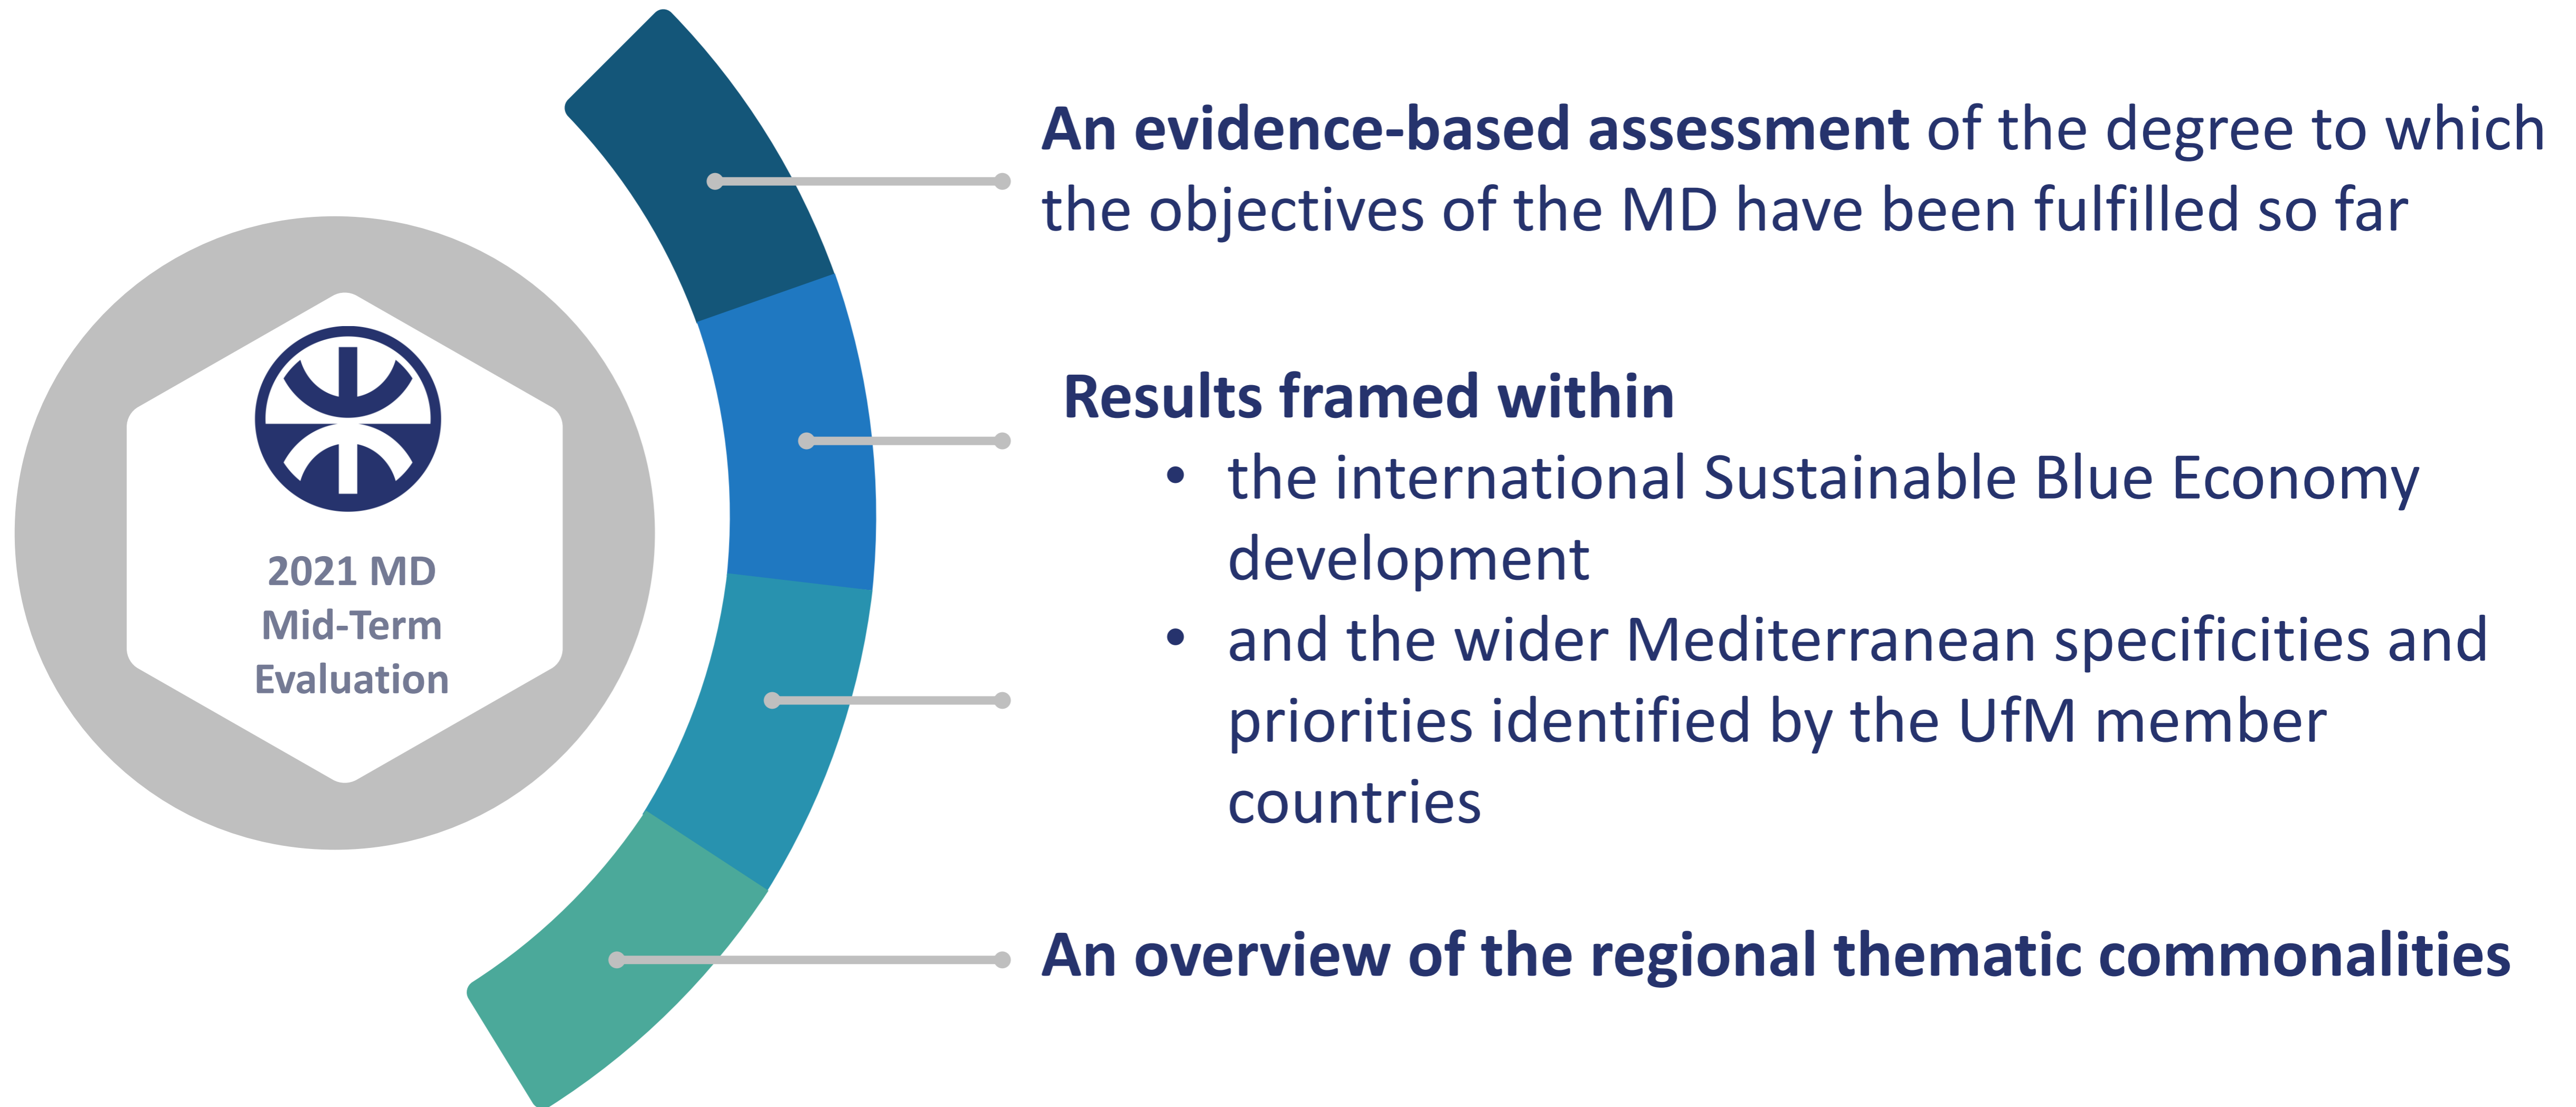 2021 MD
Mid-Term
Evaluation
An evidence-based assessment of the degree to which
the objectives of the MD have been fulfilled so far
Results framed within
• the international Sustainable Blue Economy
development
• and the wider Mediterranean specificities and
priorities identified by the UfM member
countries
An overview of the regional thematic commonalities